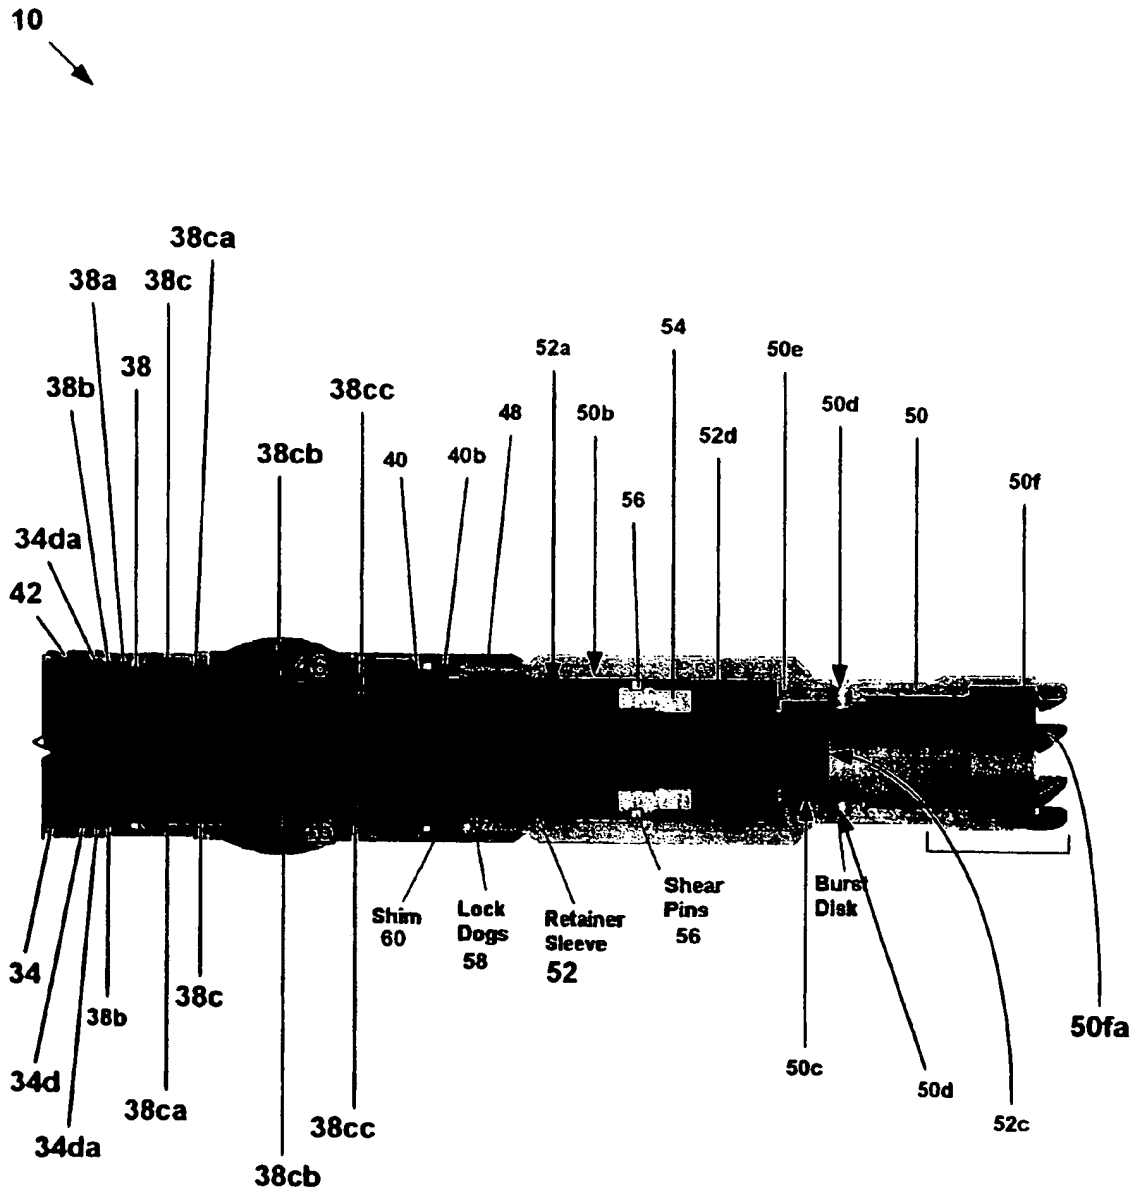 10
38ca
38a
38c
54
52a
50e
38
38b
38cc
50b
50d
50
48
52d
38cb
40
40b
50f
56
34da
42
Shim
60
Lock
Dogs
58
Retainer
Sleeve
52
Shear
Pins
56
Burst
Disk
34
38b
38c
50fa
34d
38ca
50c
50d
34da
38cc
52c
38cb